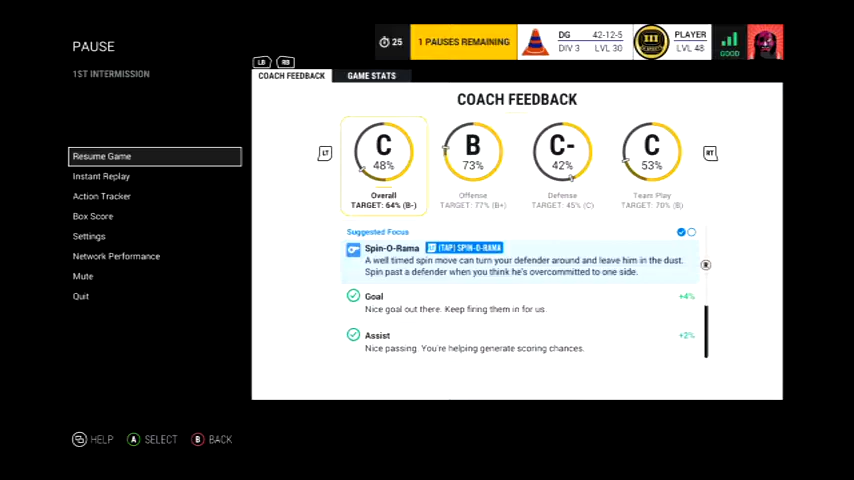 PAUSE
1ST INTERMISSION
25
1 PAUSES REMAINING
DG 42-12-5
DIV 3 LVL 30
III
PLAYER
LVL 48
GOOD
LB RB
COACH FEEDBACK GAME STATS
COACH FEEDBACK
Resume Game
Instant Replay
Action Tracker
Box Score
Settings
Network Performance
Mute
Quit
LT
C
48%
Overall
TARGET: 64% (B-)
B
73%
Offense
TARGET: 77% (B+)
C-
42%
Defense
TARGET: 45% (C)
C
53%
Team Play
TARGET: 70% (B)
RT
Suggested Focus
Spin-O-Rama (TAP) SPIN-O-RAMA
A well timed spin move can turn your defender around and leave him in the dust.
Spin past a defender when you think he's overcommitted to one side.
R
Goal +4%
Nice goal out there. Keep firing them in for us.
Assist +2%
Nice passing. You're helping generate scoring chances.
HELP A SELECT B BACK